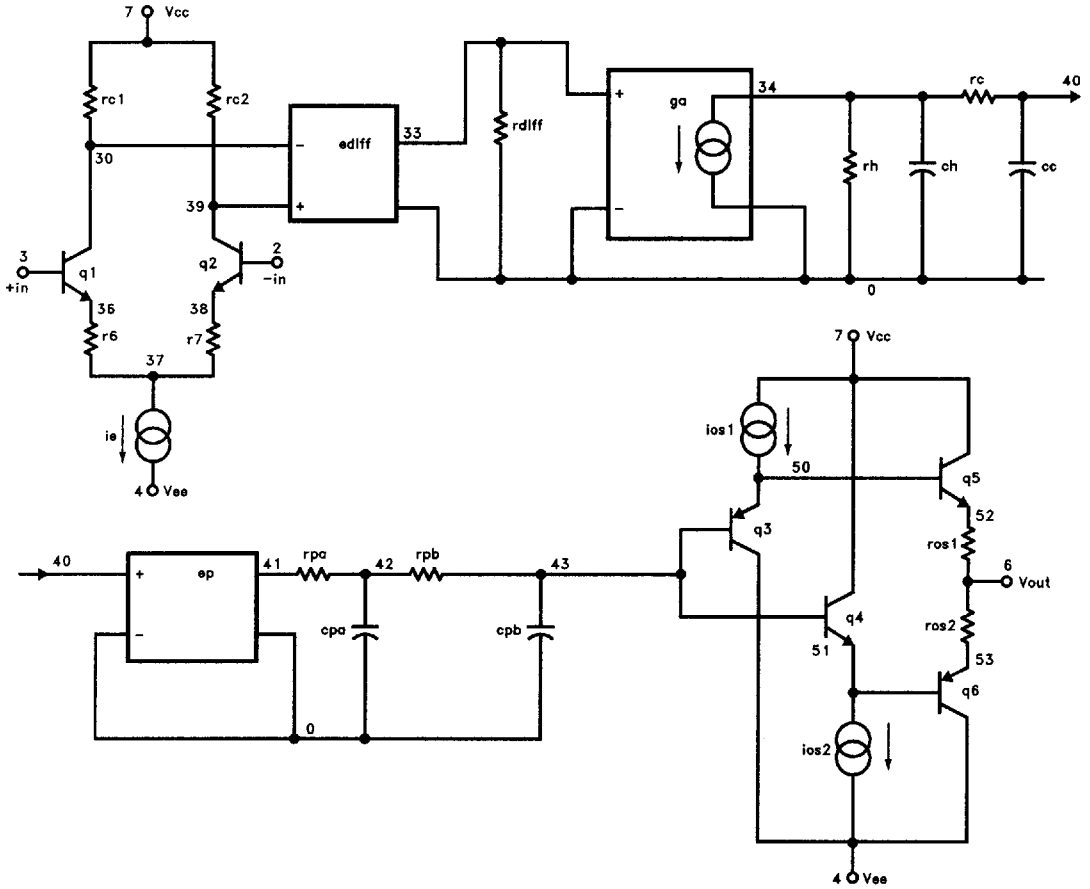 7 Vcc
rc1
rc2
30
39
3
+in
q1
q2
2
-in
36
38
r6
r7
37
ie
4 Vee
-
ediff
+
33
rdiff
+
ga
-
34
rh
ch
rc
cc
40
0
40
+
ep
-
41
rpa
42
rpb
43
cpa
cpb
0
7 Vcc
ios1
50
q3
q5
52
ros1
6
Vout
q4
51
ros2
53
q6
ios2
4 Vee